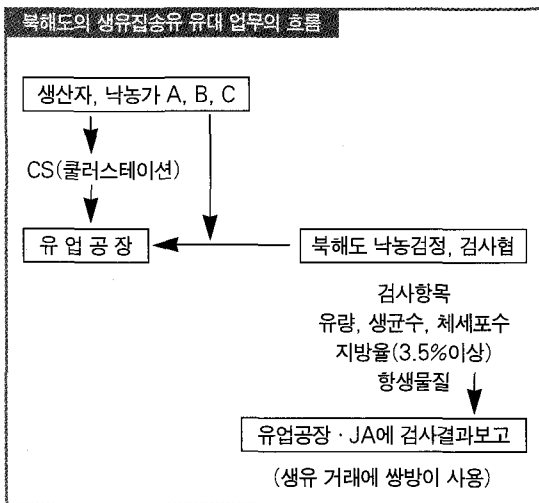 북해도의 생유집송유 유대 업무의 흐름
생산자, 낙농가 A, B, C
CS(쿨러스테이션)
유 업 공 장
북해도 낙농검정, 검사협
검사항목
유량, 생균수, 체세포수
지방율(3.5%이상)
항생물질
유업공장 · JA에 검사결과보고
(생유 거래에 쌍방이 사용)